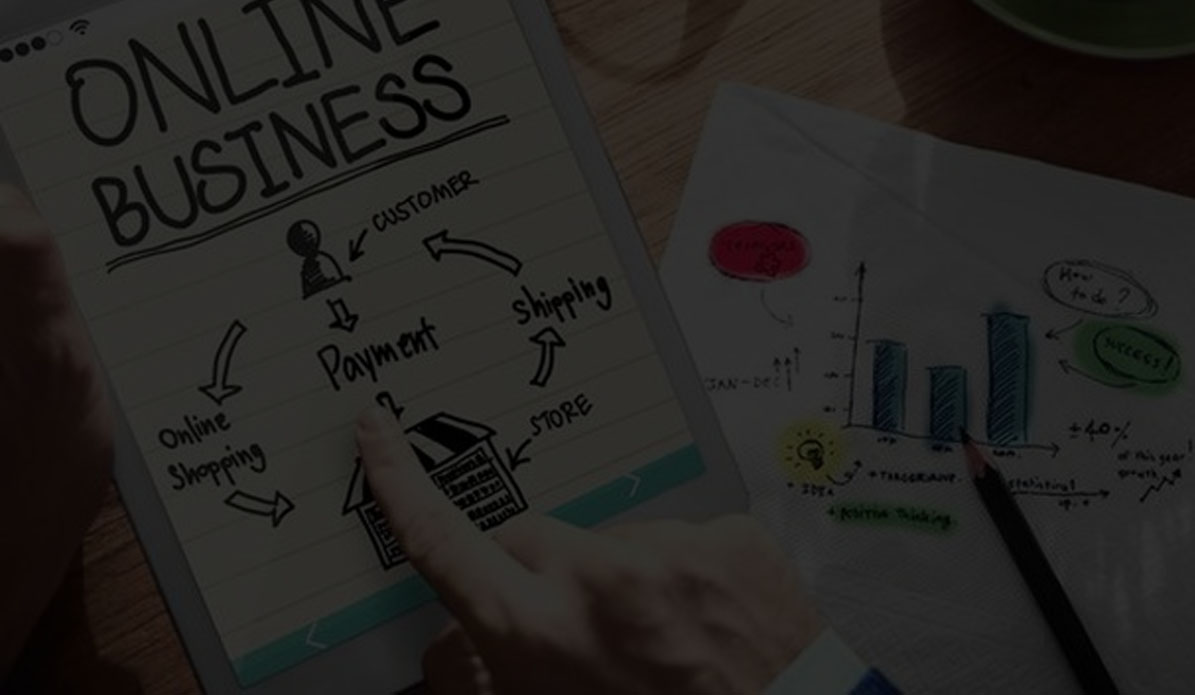 ONLINE
BUSINESS
CUSTOMER
Payment
Shipping
Online
Shopping
STORE
How
to do ?
SUCCESS!
JAN-DEC
±40%
of this year!
growth
+ IDEA
statistical
+ Positive Thinking